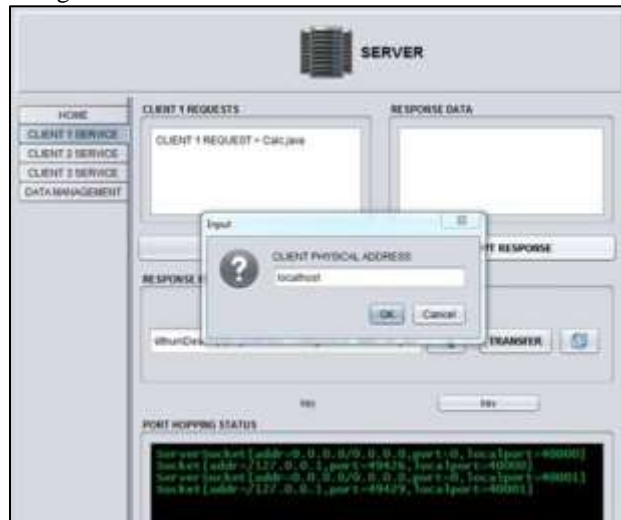 SERVER
HOME
CLIENT 1 SERVICE
CLIENT 2 SERVICE
CLIENT 3 SERVICE
DATA MANAGEMENT
CLIENT 1 REQUESTS
CLIENT 1 REQUEST = Calc.java
RESPONSE DATA
Input
CLIENT PHYSICAL ADDRESS
localhost
OK Cancel
RESPONSE
RESPONSE
TRANSFER
key key
PORT HOPPING STATUS
ServerSocket[addr=0.0.0.0/0.0.0.0,port=0,localport=40000]
Socket[addr=/127.0.0.1,port=49426,localport=40000]
ServerSocket[addr=0.0.0.0/0.0.0.0,port=0,localport=40001]
Socket[addr=/127.0.0.1,port=49429,localport=40001]